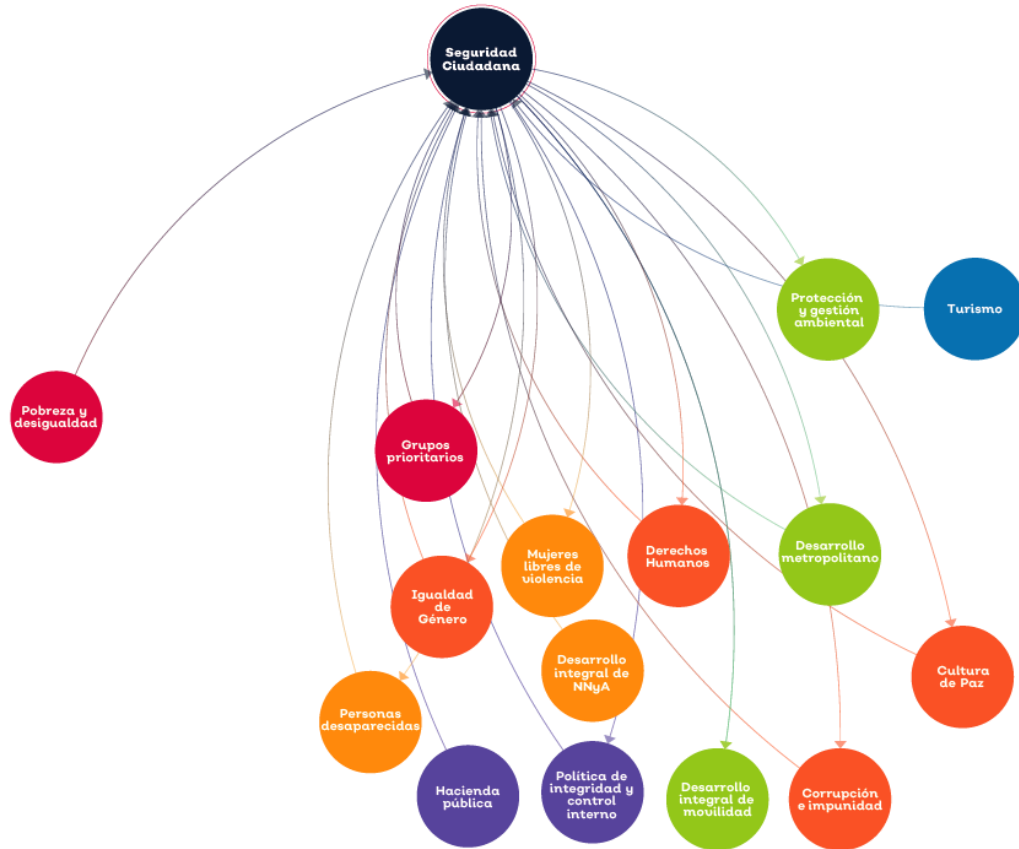 Seguridad
Ciudadana
Protección
y gestión
ambiental
Turismo
Pobreza y
desigualdad
Grupos
prioritarios
Mujeres
libres de
violencia
Derechos
Humanos
Desarrollo
metropolitano
Igualdad
de
Género
Desarrollo
integral de
NNyA
Cultura
de Paz
Personas
desaparecidas
Hacienda
pública
Política de
integridad y
control
interno
Desarrollo
integral de
movilidad
Corrupción
e impunidad